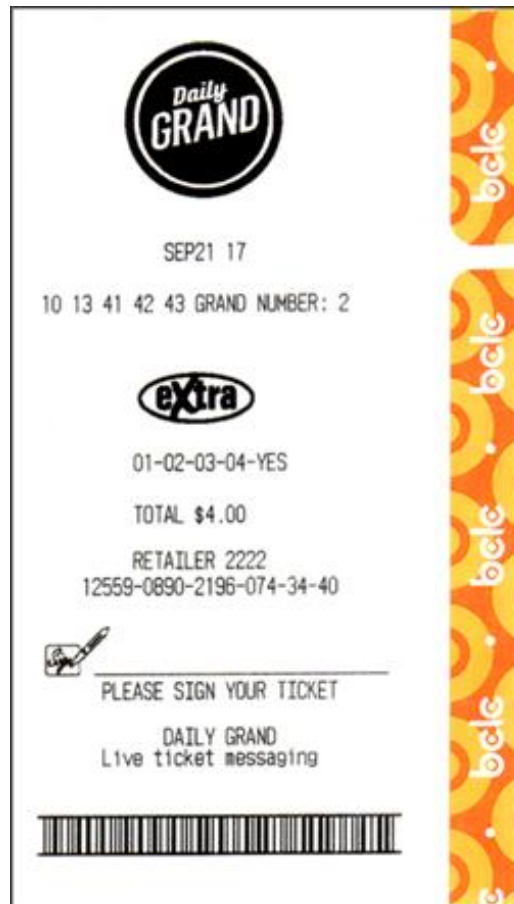 Daily
GRAND
SEP21 17
10 13 41 42 43 GRAND NUMBER: 2
eXtra
01-02-03-04-YES
TOTAL $4.00
RETAILER 2222
12559-0890-2196-074-34-40
PLEASE SIGN YOUR TICKET
DAILY GRAND
Live ticket messaging
bclc
bclc
bclc
bclc